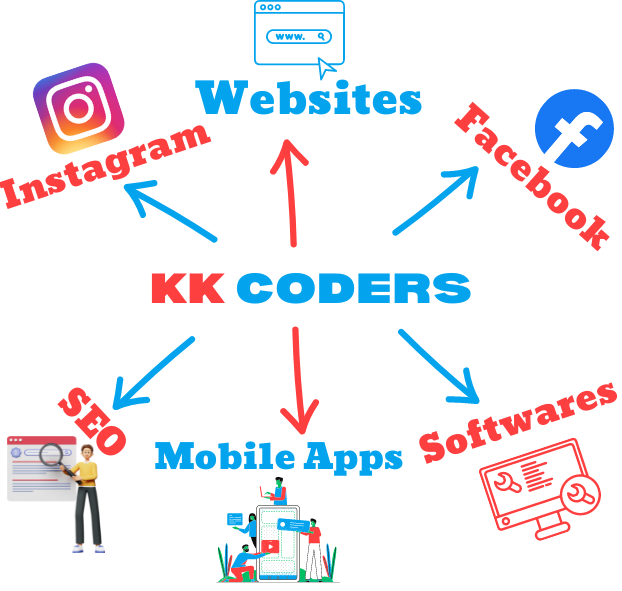 www.
Websites
Instagram
Facebook
KK CODERS
SEO
Mobile Apps
Softwares